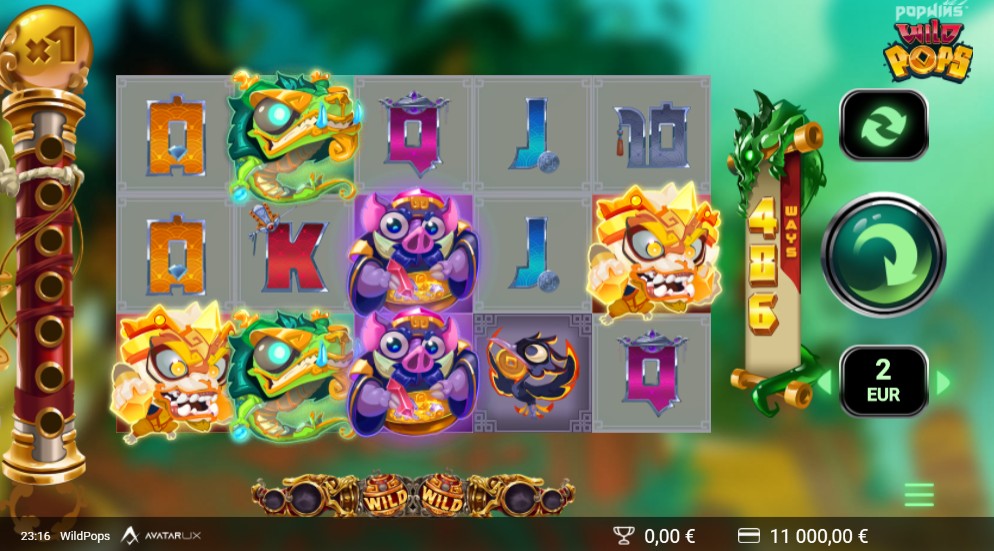 x1
POPWINS™
WILD
POPS
Q J 10
K J
Q
486
WAYS
2
EUR
WILD WILD
23:16 WildPops AVATARUX 0,00 € 11 000,00 €